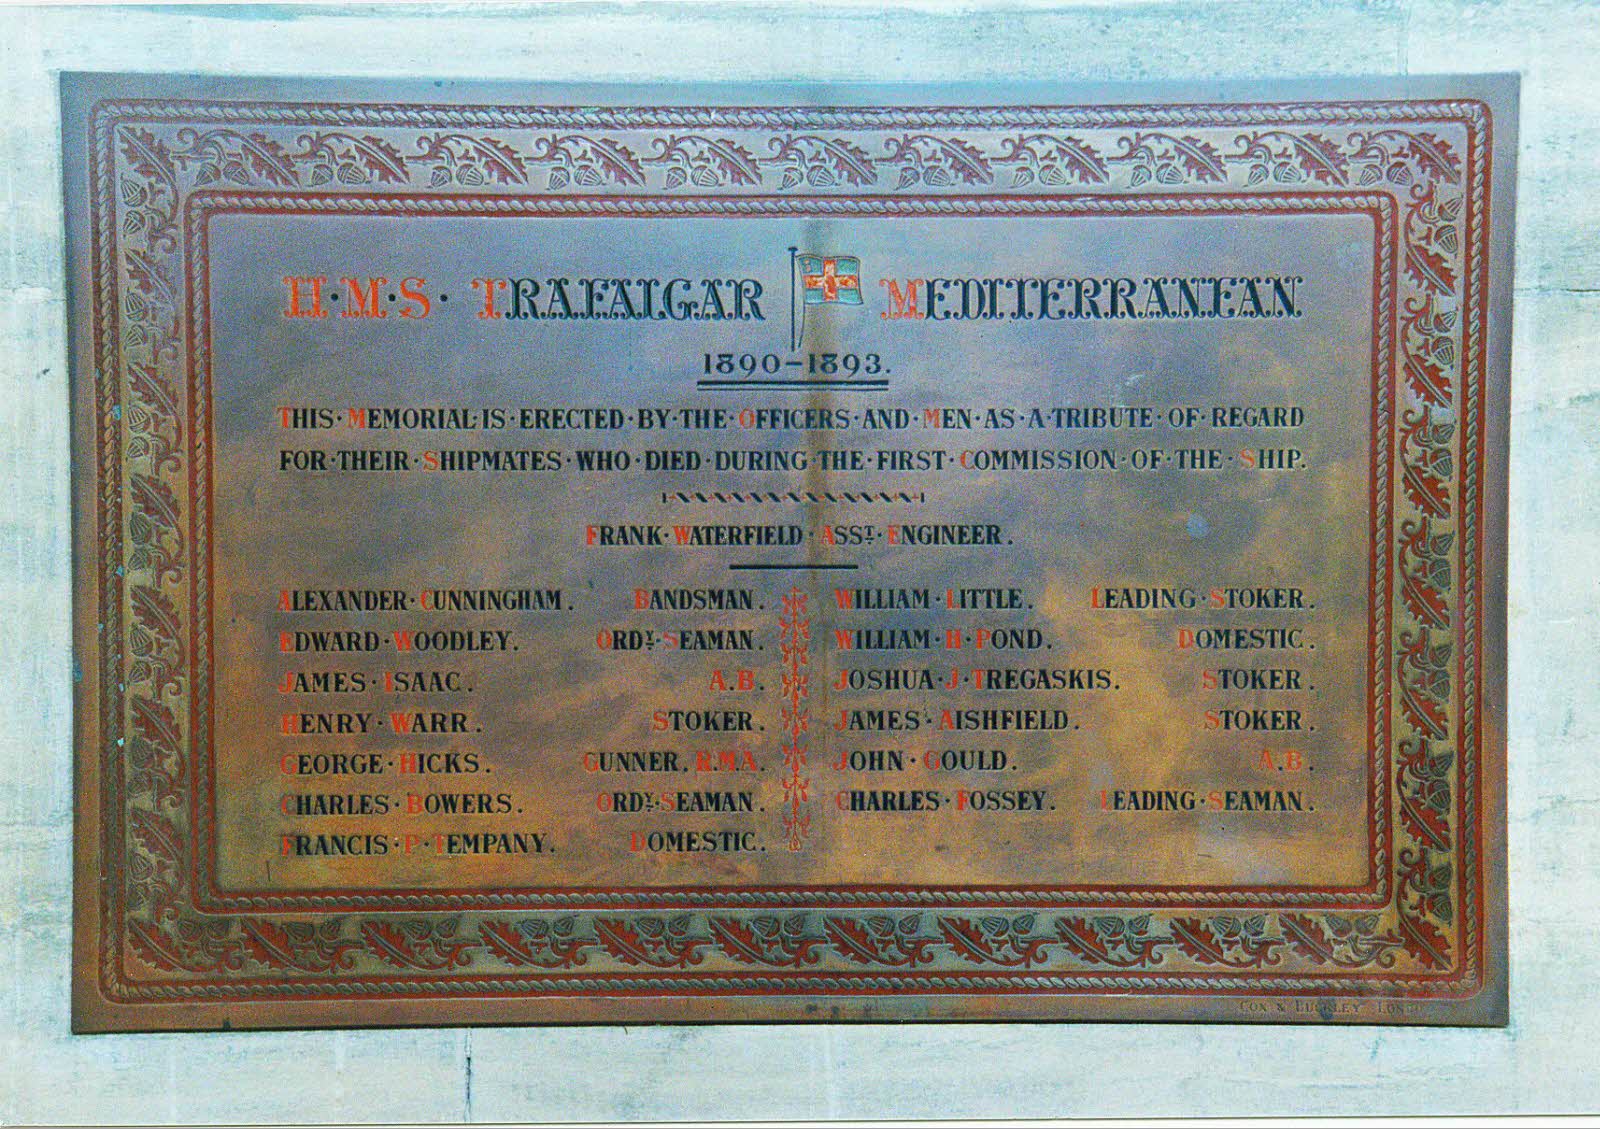 H·M·S· TRAFALGAR MEDITERRANEAN
1890–1893.
THIS·MEMORIAL·IS·ERECTED·BY·THE·OFFICERS·AND·MEN·AS·A·TRIBUTE·OF·REGARD
FOR·THEIR·SHIPMATES·WHO·DIED·DURING·THE·FIRST·COMMISSION·OF·THE·SHIP.
FRANK·WATERFIELD·ASST·ENGINEER.
ALEXANDER·CUNNINGHAM. BANDSMAN.
EDWARD·WOODLEY. ORDY·SEAMAN.
JAMES·ISAAC. A.B.
HENRY·WARR. STOKER.
GEORGE·HICKS. GUNNER. R.M.A.
CHARLES·BOWERS. ORDY·SEAMAN.
FRANCIS·P·TEMPANY. DOMESTIC.
WILLIAM·LITTLE. LEADING·STOKER.
WILLIAM·H·POND. DOMESTIC.
JOSHUA·J·TREGASKIS. STOKER.
JAMES·AISHFIELD. STOKER.
JOHN·GOULD. A.B.
CHARLES·FOSSEY. LEADING·SEAMAN.
COX & BUCKLEY LONDON